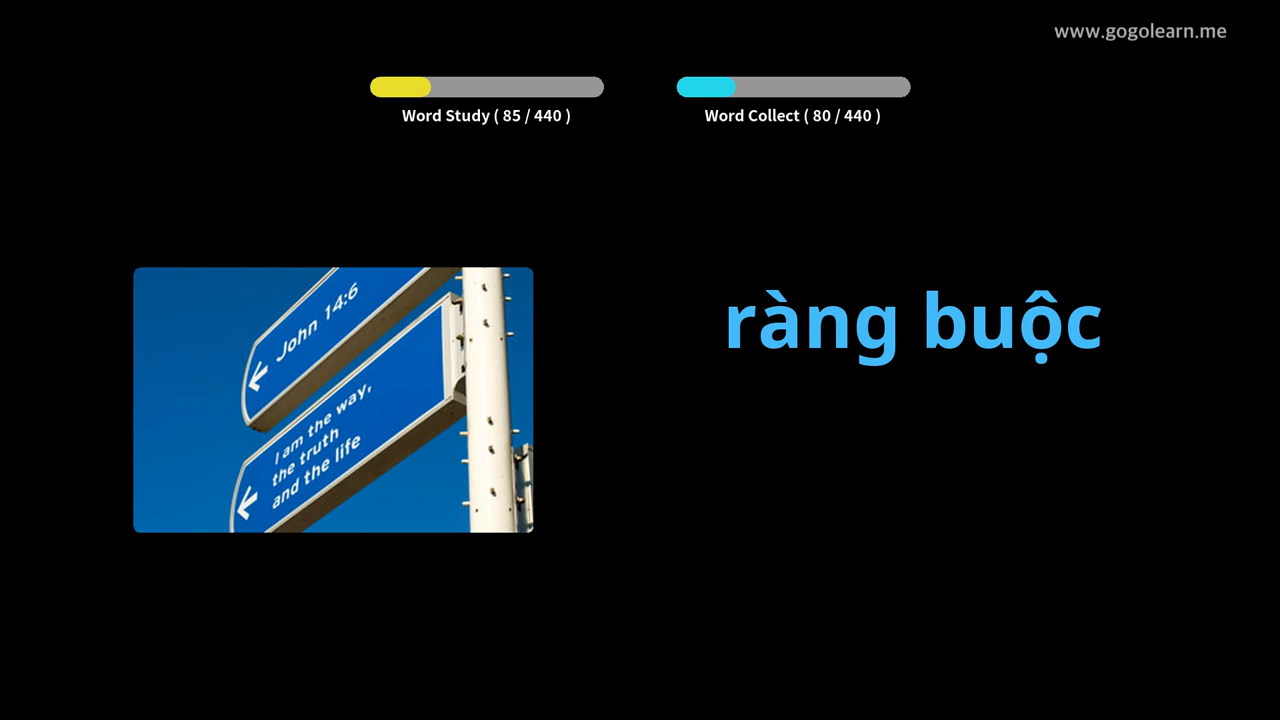 www.gogolearn.me
Word Study ( 85 / 440 )
Word Collect ( 80 / 440 )
John 14:6
I am the way,
the truth
and the life
ràng buộc